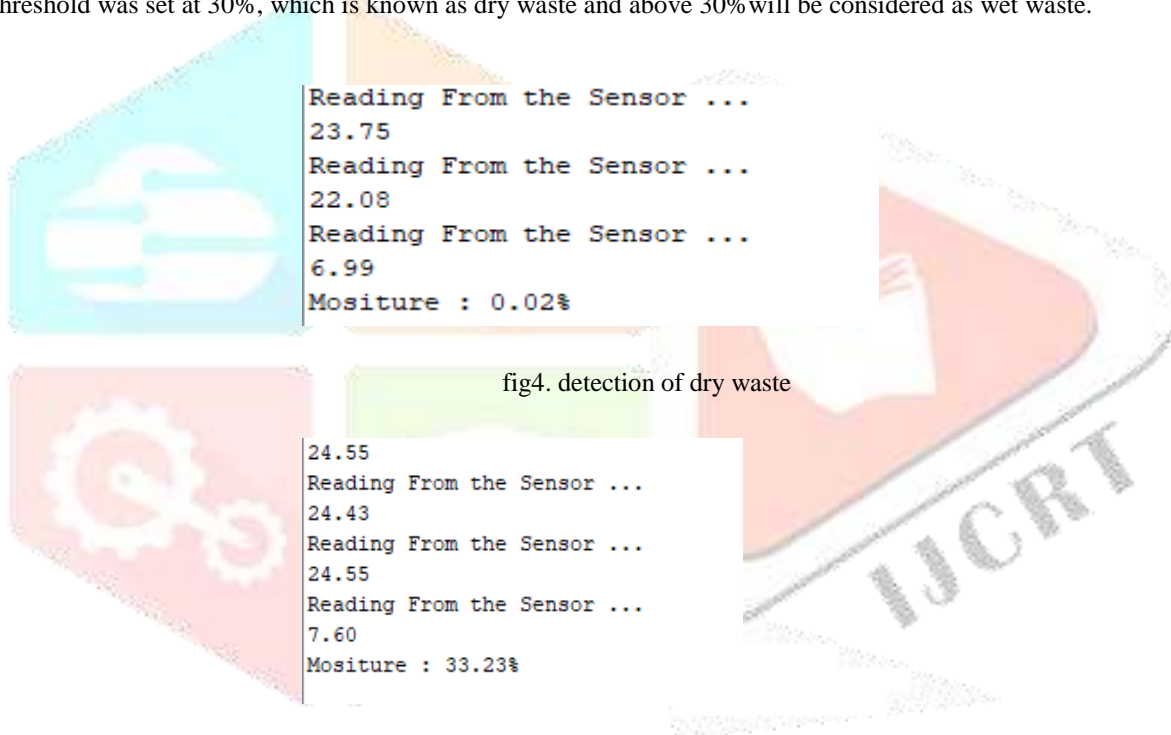 hreshold was set at 30%, which is known as dry waste and above 30% will be considered as wet waste.
Reading From the Sensor ...
23.75
Reading From the Sensor ...
22.08
Reading From the Sensor ...
6.99
Mositure : 0.02%
fig4. detection of dry waste
24.55
Reading From the Sensor ...
24.43
Reading From the Sensor ...
24.55
Reading From the Sensor ...
7.60
Mositure : 33.23%
IJCRT